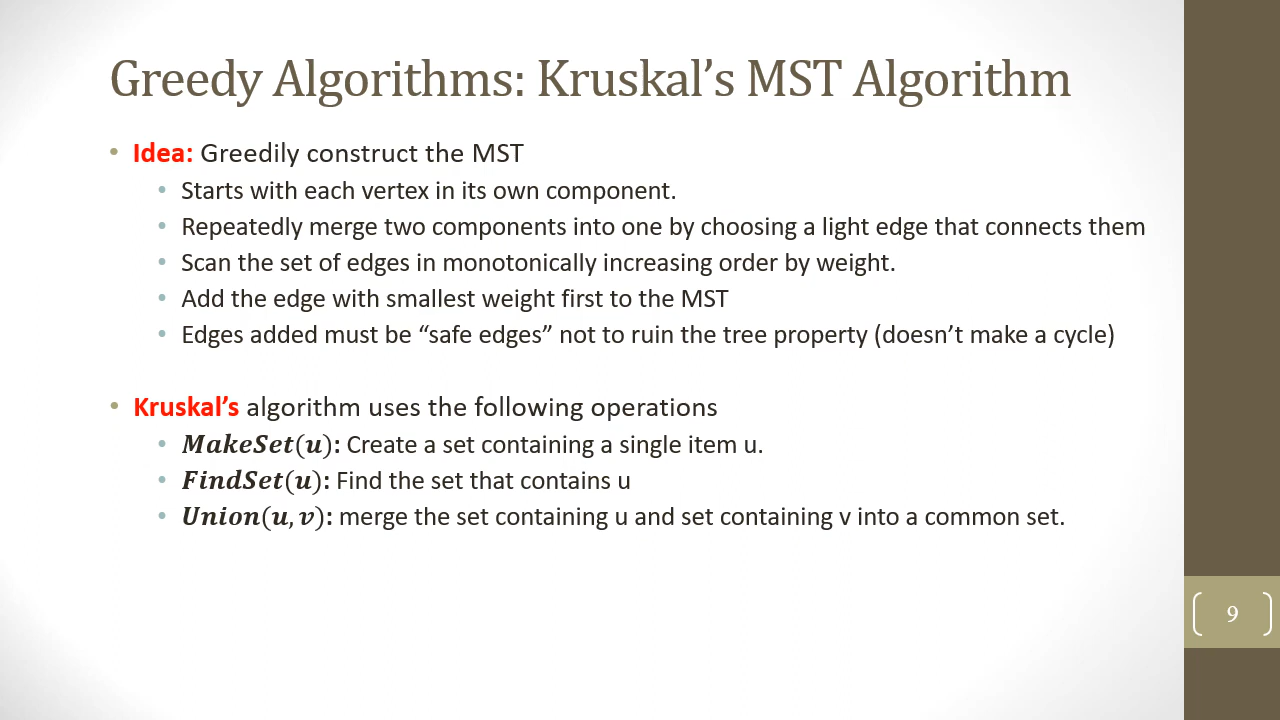 Greedy Algorithms: Kruskal’s MST Algorithm
• Idea: Greedily construct the MST
• Starts with each vertex in its own component.
• Repeatedly merge two components into one by choosing a light edge that connects them
• Scan the set of edges in monotonically increasing order by weight.
• Add the edge with smallest weight first to the MST
• Edges added must be “safe edges” not to ruin the tree property (doesn’t make a cycle)
• Kruskal’s algorithm uses the following operations
• MakeSet(u): Create a set containing a single item u.
• FindSet(u): Find the set that contains u
• Union(u, v): merge the set containing u and set containing v into a common set.
9